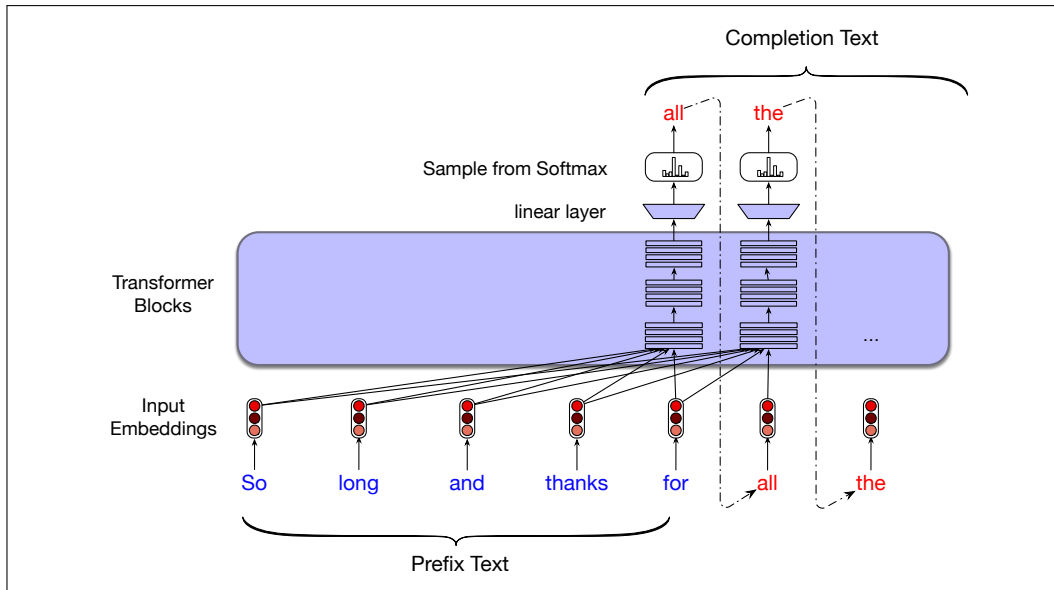 Completion Text
all the
Sample from Softmax
linear layer
Transformer
Blocks
...
Input
Embeddings
So long and thanks for all the
Prefix Text